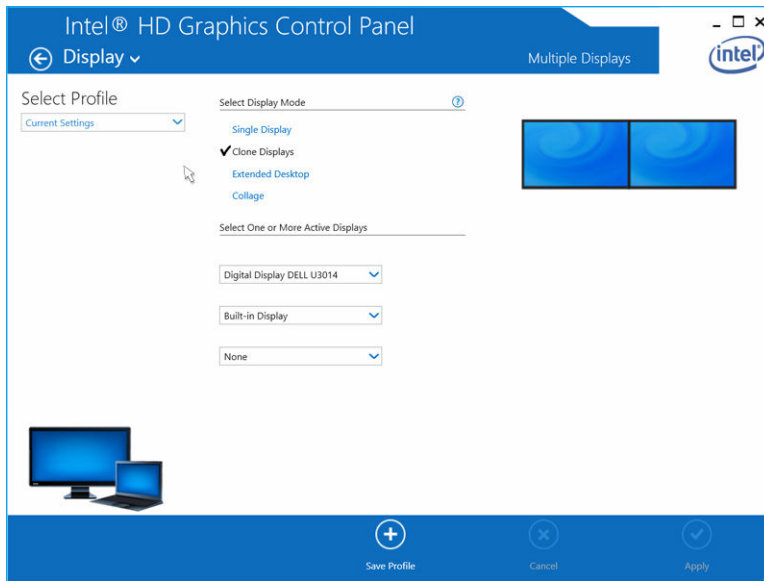 Intel® HD Graphics Control Panel
Display
Multiple Displays
intel
Select Profile
Current Settings
Select Display Mode
?
Single Display
Clone Displays
Extended Desktop
Collage
Select One or More Active Displays
Digital Display DELL U3014
Built-in Display
None
Save Profile
Cancel
Apply